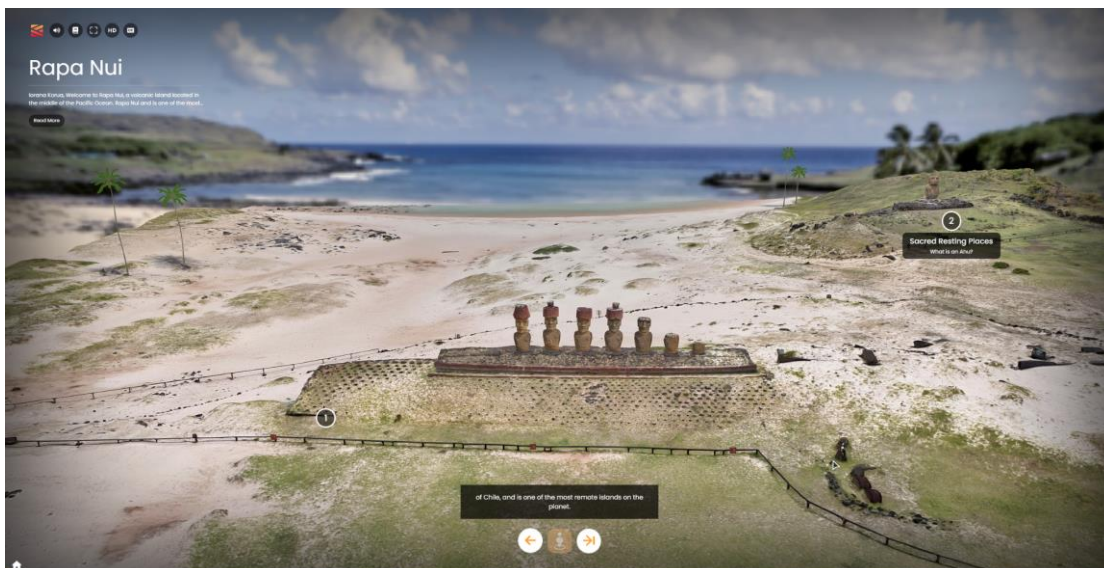 HD
Rapa Nui
Iorana Korua, Welcome to Rapa Nui, a volcanic island located in
the middle of the Pacific Ocean. Rapa Nui and is one of the most...
Read More
2
Sacred Resting Places
What is an Ahu?
1
of Chile, and is one of the most remote islands on the
planet.